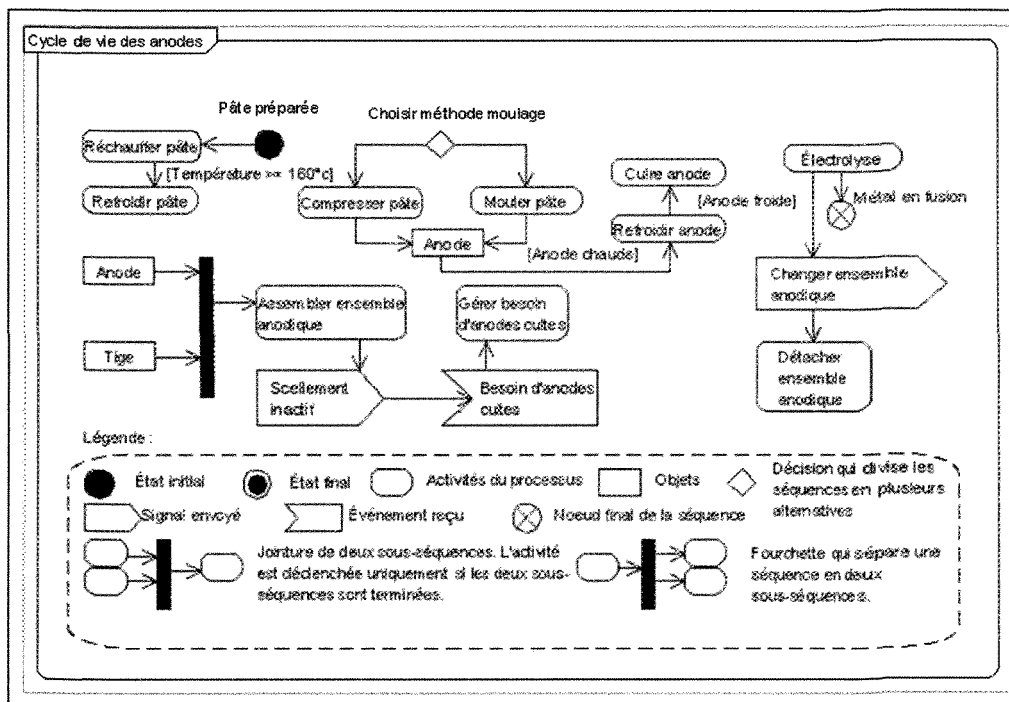 Cycle de vie des anodes
Pâte préparée
Choisir méthode moulage
Réchauffer pâte
[Température >= 160°c]
Refroidir pâte
Compresser pâte
Mouler pâte
Anode
[Anode chaude]
Cuire anode
[Anode froide]
Refroidir anode
Électrolyse
Métal en fusion
Changer ensemble
anodique
Détacher
ensemble
anodique
Anode
Tige
Assembler ensemble
anodique
Gérer besoin
d'anodes cuites
Scellement
inactif
Besoin d'anodes
cuites
Légende :
État initial
État final
Activités du processus
Objets
Décision qui divise les
séquences en plusieurs
alternatives
Signal envoyé
Événement reçu
Noeud final de la séquence
Jointure de deux sous-séquences. L'activité
est déclenchée uniquement si les deux sous-
séquences sont terminées.
Fourchette qui sépare une
séquence en deux
sous-séquences.